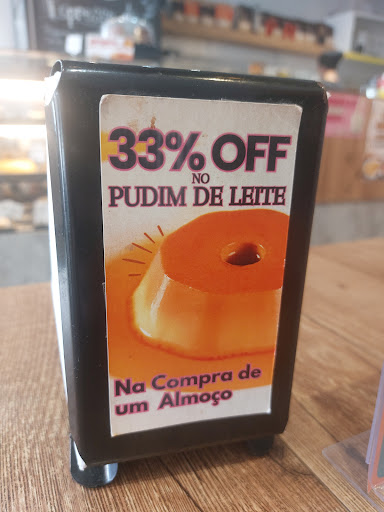 33% OFF
NO
PUDIM DE LEITE
Na Compra de
um Almoço